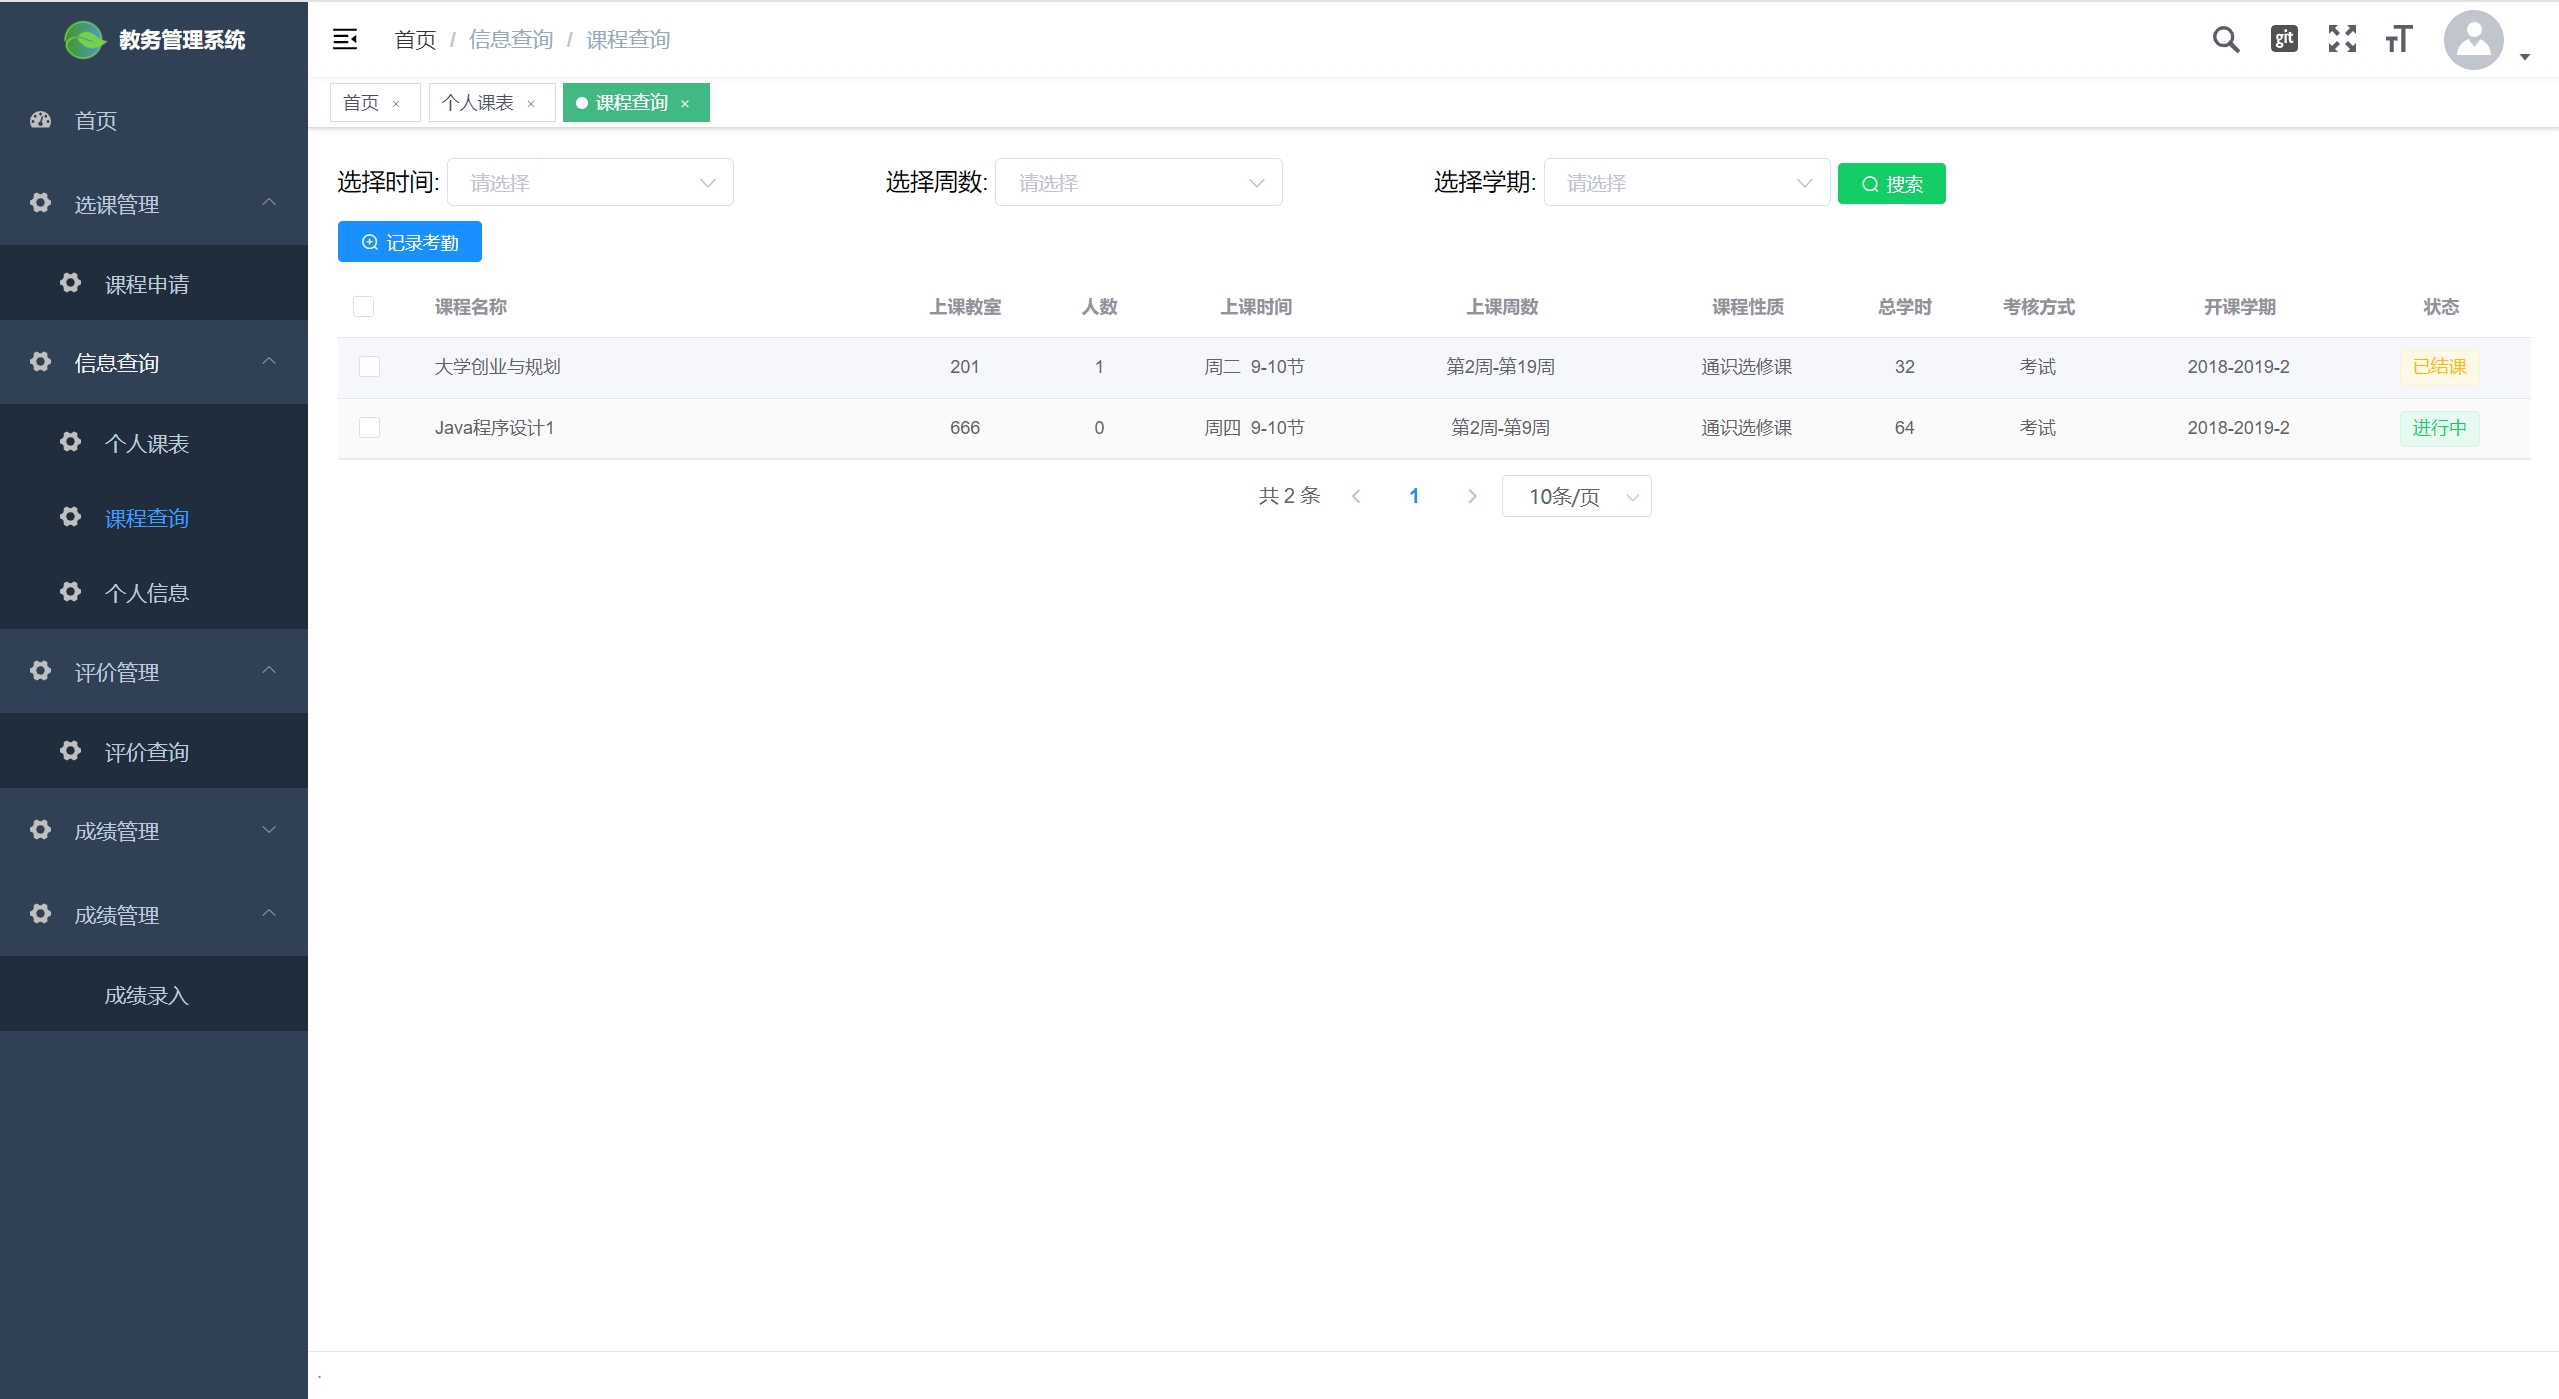 教务管理系统
首页
选课管理
课程申请
信息查询
个人课表
课程查询
个人信息
评价管理
评价查询
成绩管理
成绩管理
成绩录入
首页 / 信息查询 / 课程查询
git
首页 × 个人课表 × 课程查询 ×
选择时间: 请选择 选择周数: 请选择 选择学期: 请选择 搜索
记录考勤
课程名称 上课教室 人数 上课时间 上课周数 课程性质 总学时 考核方式 开课学期 状态
大学创业与规划 201 1 周二 9-10节 第2周-第19周 通识选修课 32 考试 2018-2019-2 已结课
Java程序设计1 666 0 周四 9-10节 第2周-第9周 通识选修课 64 考试 2018-2019-2 进行中
共 2 条 1 10条/页
.